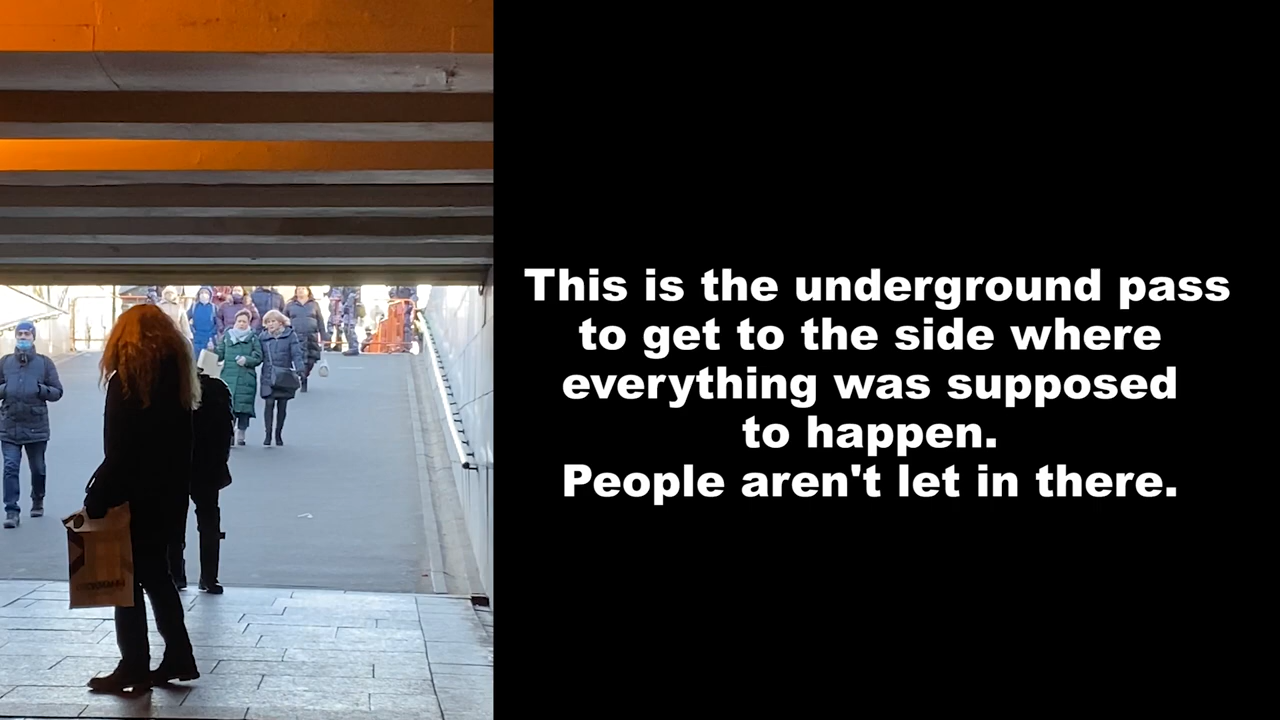 This is the underground pass
to get to the side where
everything was supposed
to happen.
People aren't let in there.